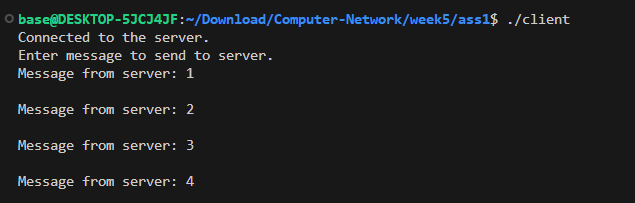 base@DESKTOP-5JCJ4JF:~/Download/Computer-Network/week5/ass1$ ./client
Connected to the server.
Enter message to send to server.
Message from server: 1
Message from server: 2
Message from server: 3
Message from server: 4